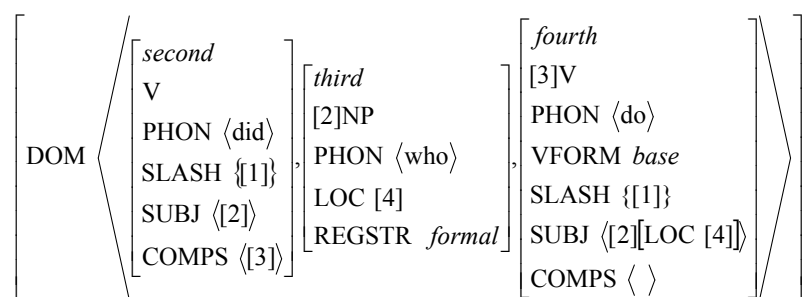 DOM ⟨
[second
V
PHON ⟨did⟩
SLASH {[1]}
SUBJ ⟨[2]⟩
COMPS ⟨[3]⟩],
[third
[2]NP
PHON ⟨who⟩
LOC [4]
REGSTR formal],
[fourth
[3]V
PHON ⟨do⟩
VFORM base
SLASH {[1]}
SUBJ ⟨[2][LOC [4]]⟩
COMPS ⟨ ⟩]⟩